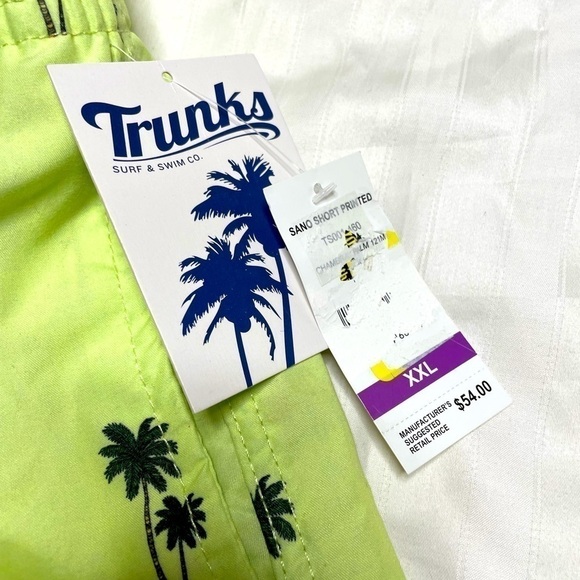 Trunks
SURF & SWIM CO.
SANO SHORT PRINTED
XXL
MANUFACTURER'S
SUGGESTED
RETAIL PRICE
$54.00